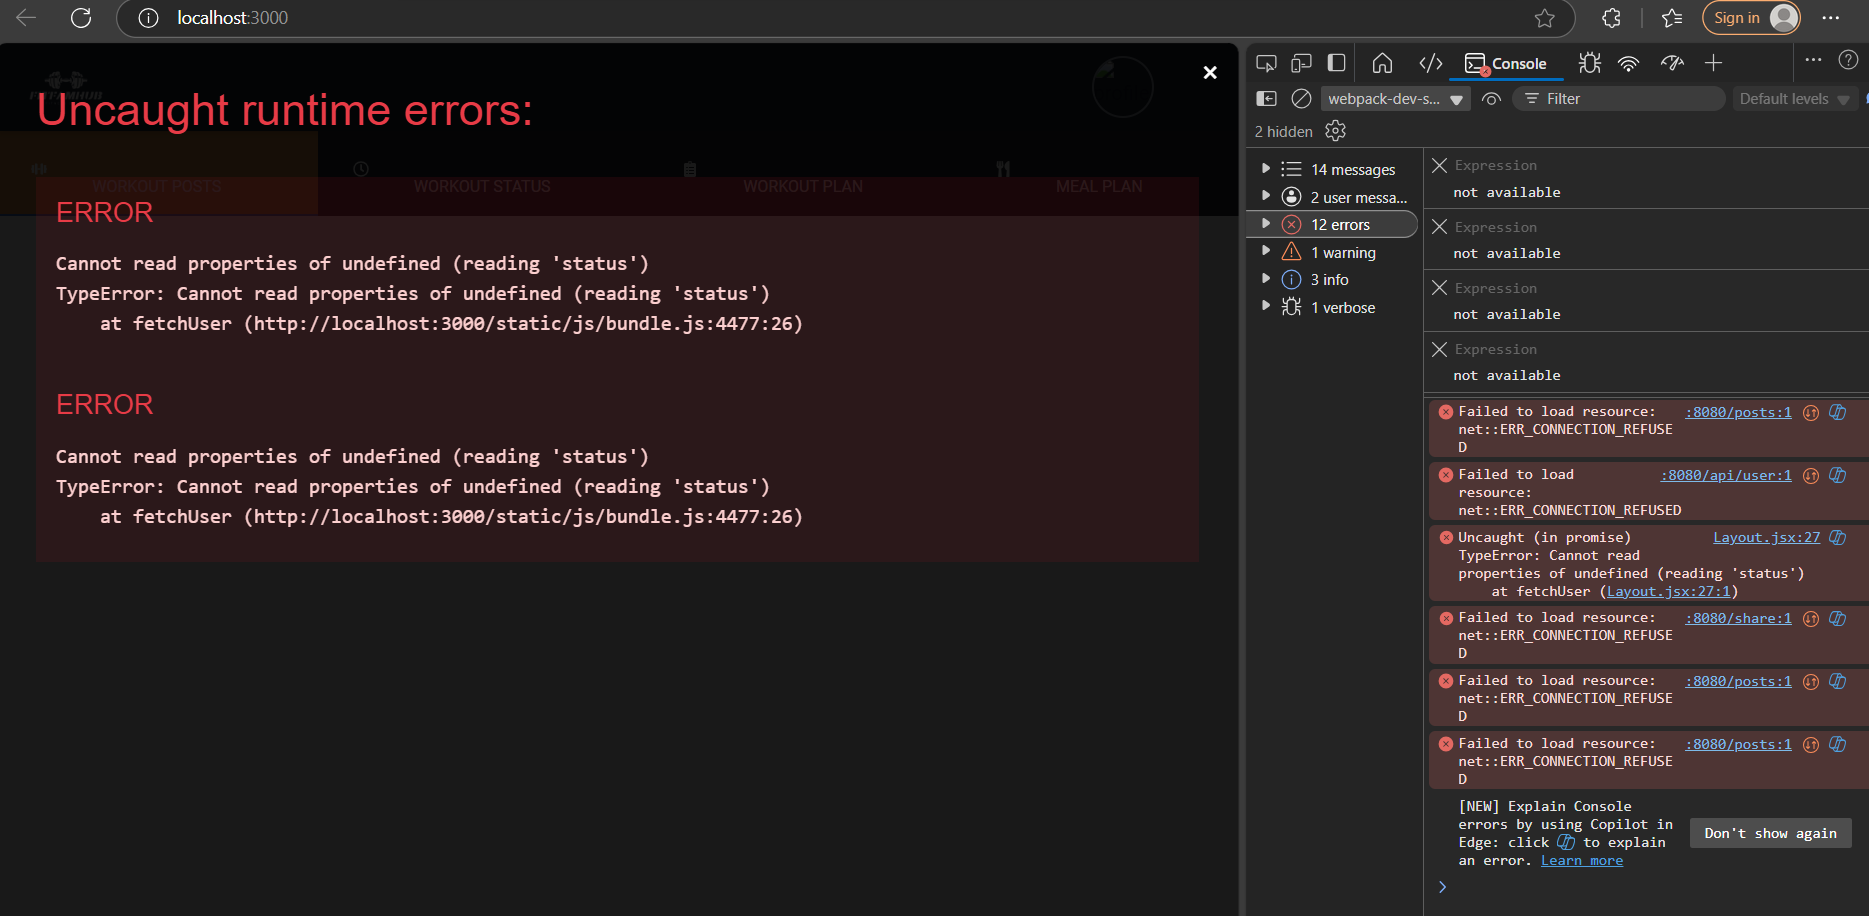 localhost:3000
Sign in
Uncaught runtime errors:
WORKOUT POSTS
WORKOUT STATUS
WORKOUT PLAN
MEAL PLAN
ERROR
Cannot read properties of undefined (reading 'status')
TypeError: Cannot read properties of undefined (reading 'status')
at fetchUser (http://localhost:3000/static/js/bundle.js:4477:26)
ERROR
Cannot read properties of undefined (reading 'status')
TypeError: Cannot read properties of undefined (reading 'status')
at fetchUser (http://localhost:3000/static/js/bundle.js:4477:26)
Console
webpack-dev-s...
Filter
Default levels
2 hidden
14 messages
2 user messa...
12 errors
1 warning
3 info
1 verbose
Expression
not available
Expression
not available
Expression
not available
Expression
not available
Failed to load resource: :8080/posts:1
net::ERR_CONNECTION_REFUSE
D
Failed to load :8080/api/user:1
resource:
net::ERR_CONNECTION_REFUSED
Uncaught (in promise) Layout.jsx:27
TypeError: Cannot read
properties of undefined (reading 'status')
at fetchUser (Layout.jsx:27:1)
Failed to load resource: :8080/share:1
net::ERR_CONNECTION_REFUSE
D
Failed to load resource: :8080/posts:1
net::ERR_CONNECTION_REFUSE
D
Failed to load resource: :8080/posts:1
net::ERR_CONNECTION_REFUSE
D
[NEW] Explain Console
errors by using Copilot in
Edge: click to explain
an error. Learn more
Don't show again